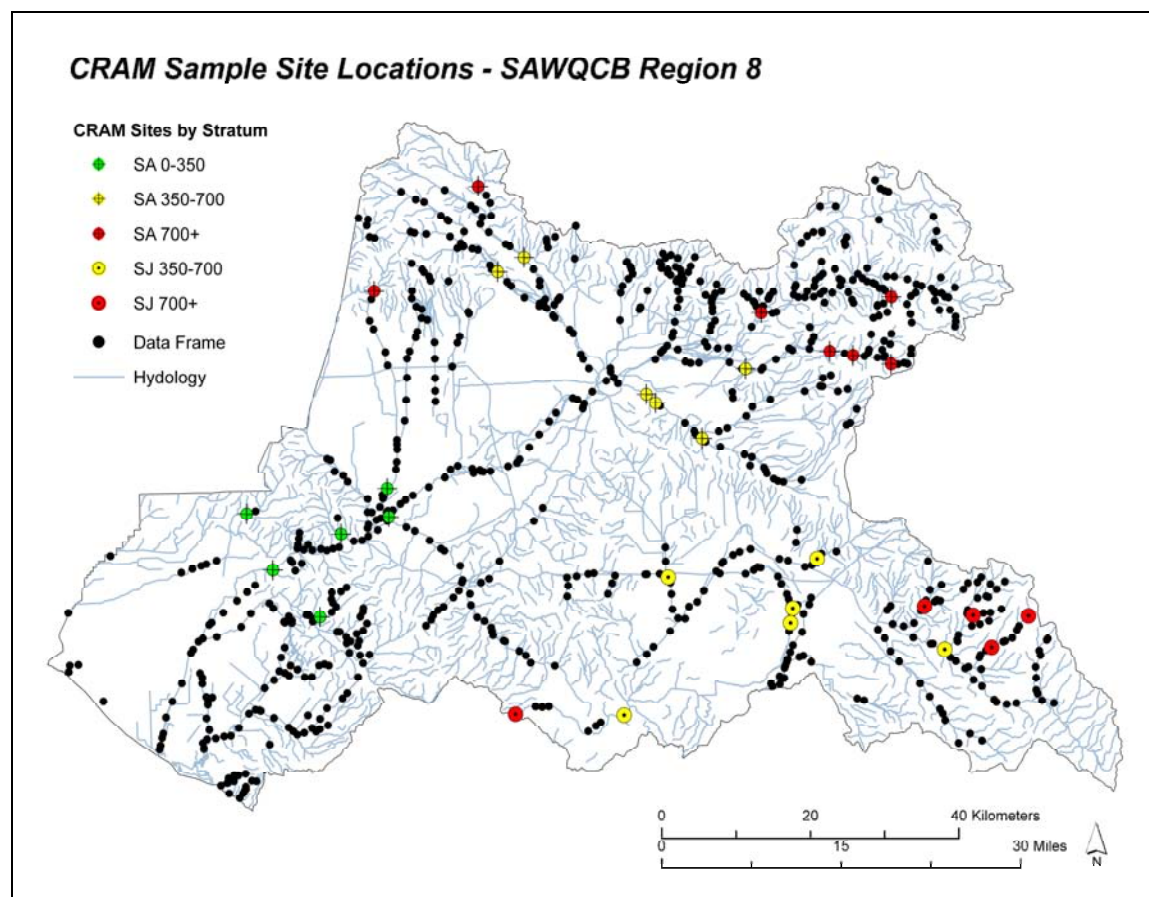 CRAM Sample Site Locations - SAWQCB Region 8
CRAM Sites by Stratum
SA 0-350
SA 350-700
SA 700+
SJ 350-700
SJ 700+
Data Frame
Hydology
0 20 40 Kilometers
0 15 30 Miles
N